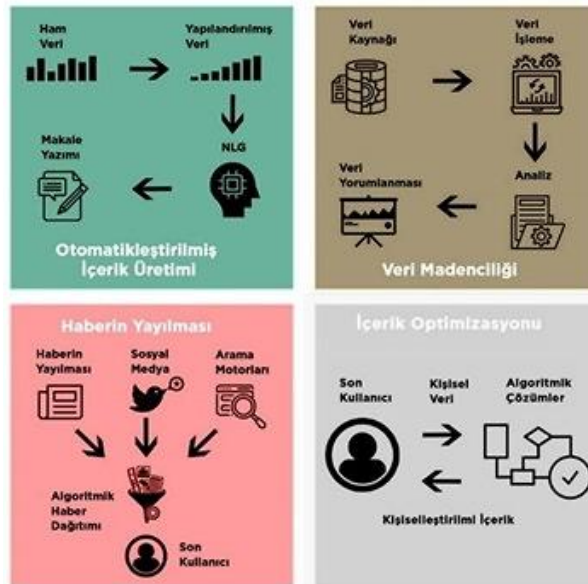 Ham
Veri
Yapılandırılmış
Veri
Makale
Yazımı
NLG
Otomatikleştirilmiş
İçerik Üretimi
Veri
Kaynağı
Veri
İşleme
Veri
Yorumlanması
Analiz
Veri Madenciliği
Haberin Yayılması
Haberin
Yayılması
Sosyal
Medya
Arama
Motorları
Algoritmik
Haber
Dağıtımı
Son
Kullanıcı
İçerik Optimizasyonu
Son
Kullanıcı
Kişisel
Veri
Algoritmik
Çözümler
Kişiselleştirilmi İçerik